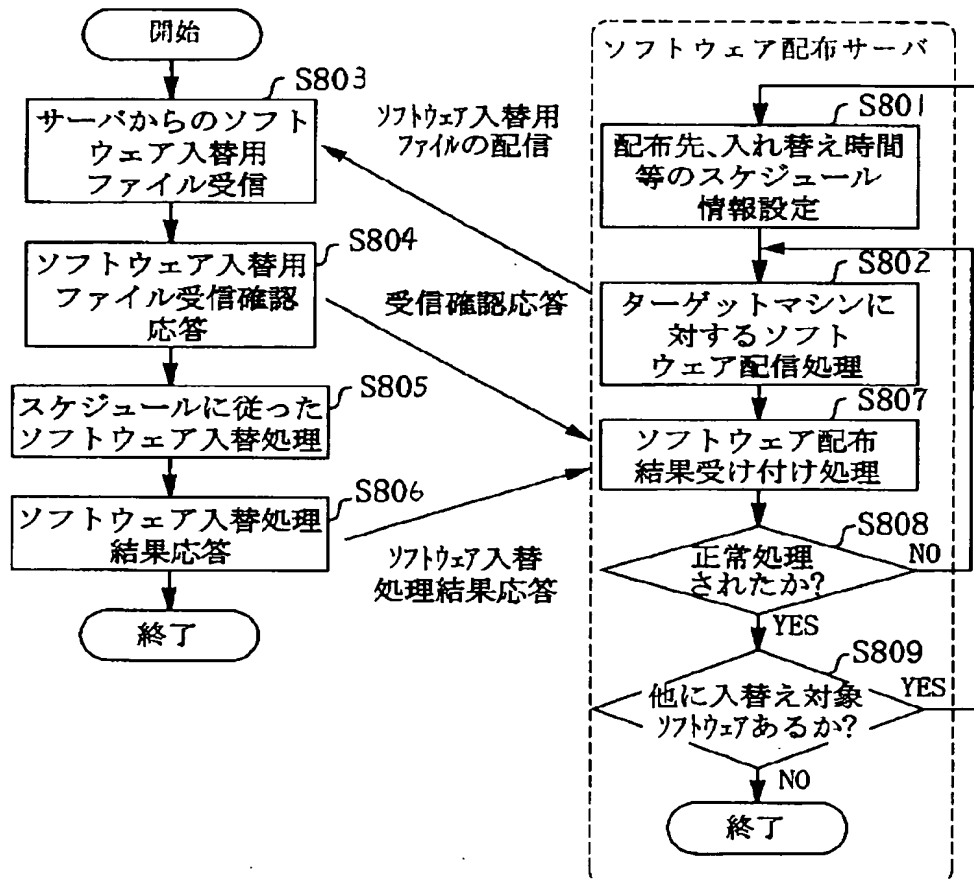 開始
S803
サーバからのソフト
ウェア入替用
ファイル受信
S804
ソフトウェア入替用
ファイル受信確認
応答
S805
スケジュールに従った
ソフトウェア入替処理
S806
ソフトウェア入替処理
結果応答
終了
ソフトウェア入替用
ファイルの配信
受信確認応答
ソフトウェア入替
処理結果応答
ソフトウェア配布サーバ
S801
配布先、入れ替え時間
等のスケジュール
情報設定
S802
ターゲットマシンに
対するソフト
ウェア配信処理
S807
ソフトウェア配布
結果受け付け処理
S808
正常処理
されたか?
NO
YES
S809
他に入替え対象
ソフトウェアあるか?
YES
NO
終了